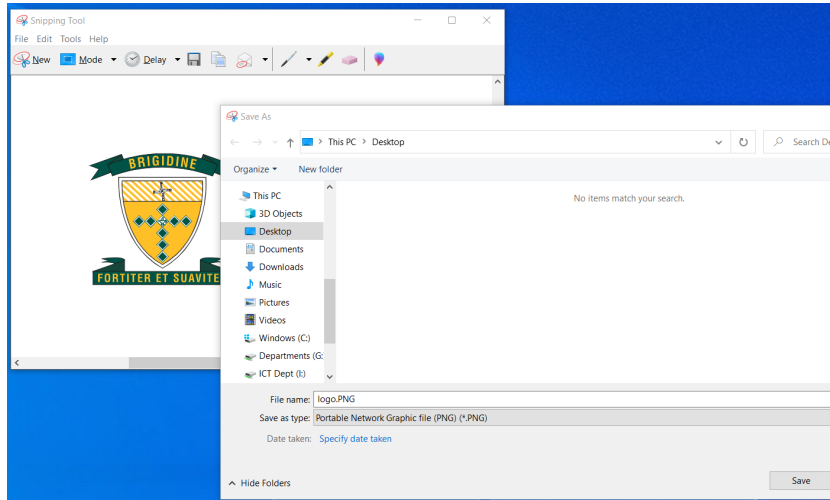 Snipping Tool
File Edit Tools Help
New Mode Delay
Save As
This PC > Desktop
Search De
Organize New folder
This PC
3D Objects
Desktop
Documents
Downloads
Music
Pictures
Videos
Windows (C:)
Departments (G:
ICT Dept (I:)
No items match your search.
BRIGIDINE
FORTITER ET SUAVITE
File name: logo.PNG
Save as type: Portable Network Graphic file (PNG) (*.PNG)
Date taken: Specify date taken
Hide Folders
Save